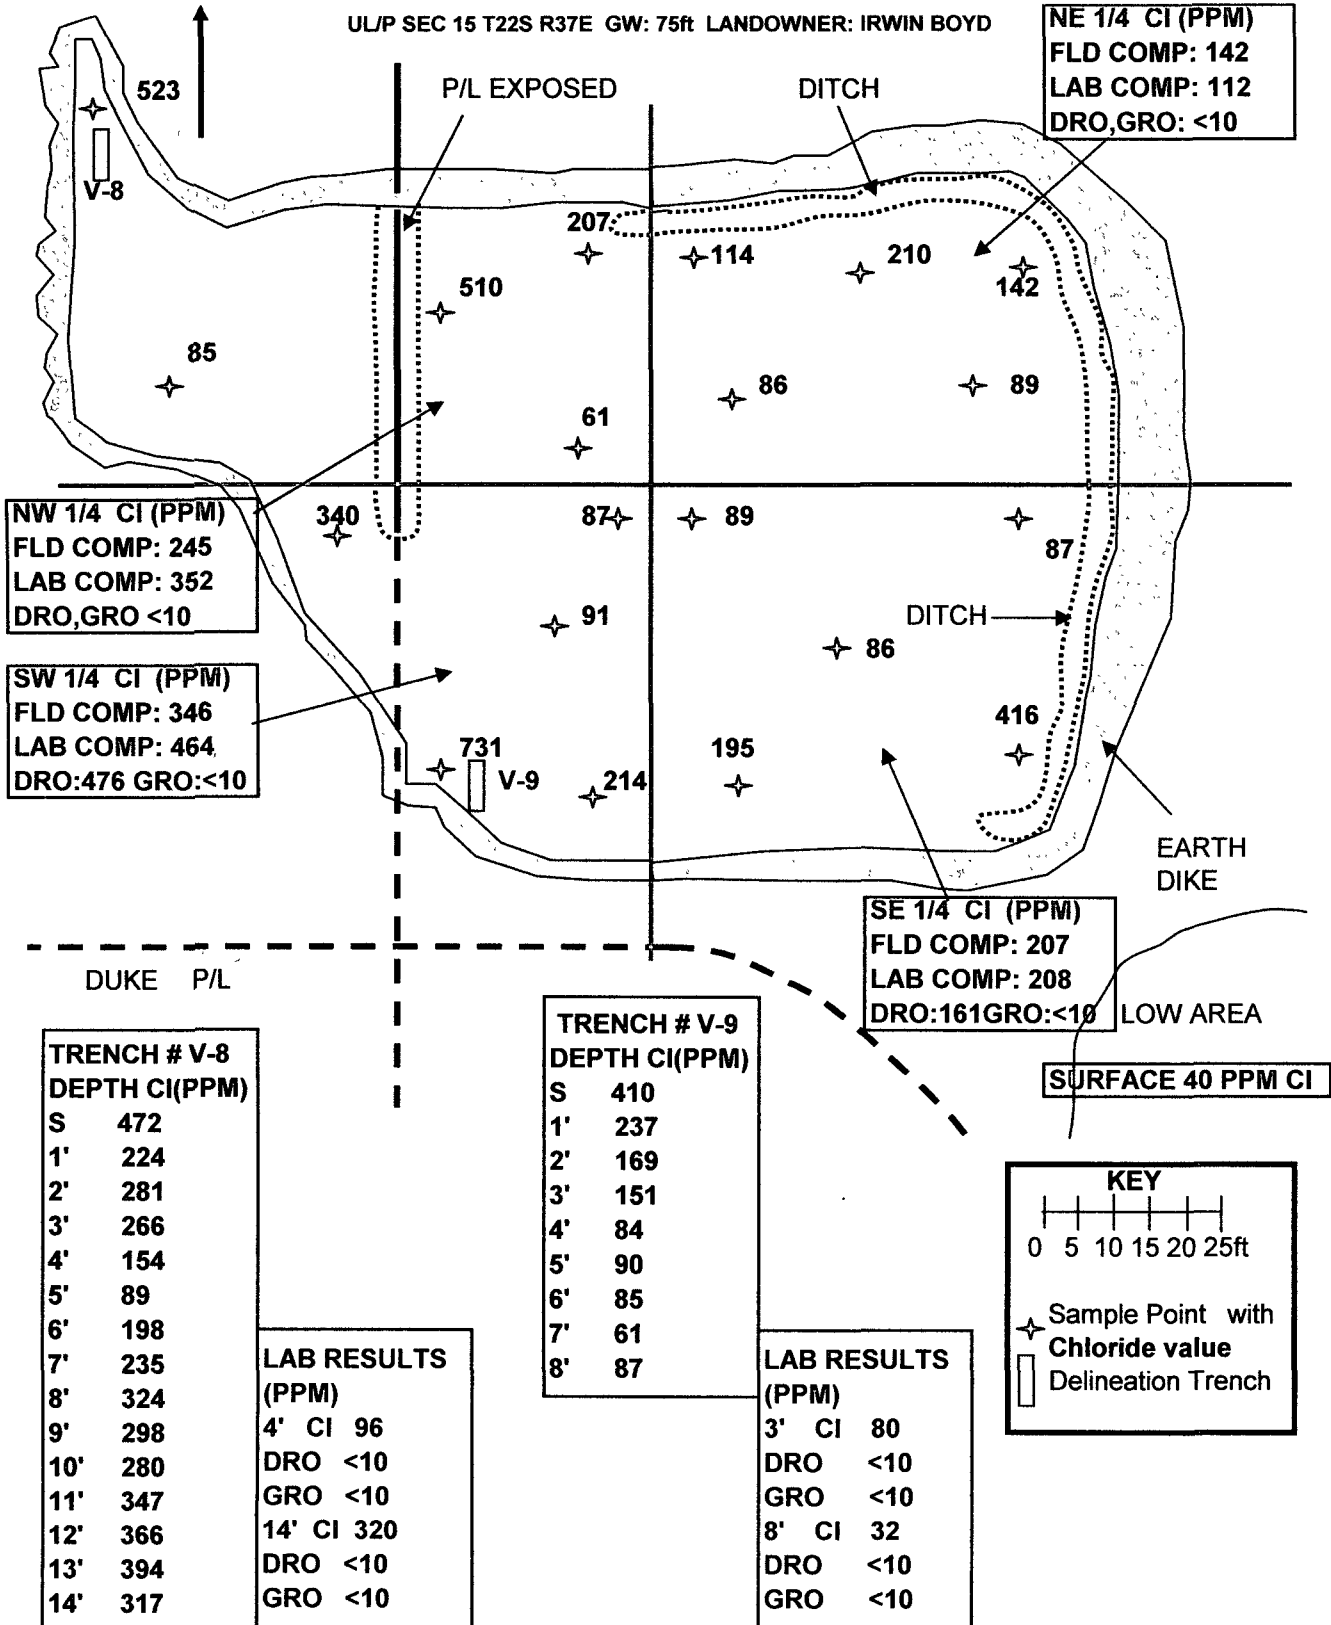 UL/P SEC 15 T22S R37E GW: 75ft LANDOWNER: IRWIN BOYD
NE 1/4 Cl (PPM)
FLD COMP: 142
LAB COMP: 112
DRO,GRO: <10
523
P/L EXPOSED
DITCH
V-8
207
114
210
142
510
85
86
89
61
NW 1/4 Cl (PPM)
FLD COMP: 245
LAB COMP: 352
DRO,GRO <10
340
87
89
87
91
DITCH
86
SW 1/4 Cl (PPM)
FLD COMP: 346
LAB COMP: 464
DRO:476 GRO:<10
416
731
V-9
214
195
EARTH
DIKE
SE 1/4 Cl (PPM)
FLD COMP: 207
LAB COMP: 208
DRO:161GRO:<10
LOW AREA
DUKE P/L
SURFACE 40 PPM Cl
TRENCH # V-8
DEPTH Cl(PPM)
S 472
1' 224
2' 281
3' 266
4' 154
5' 89
6' 198
7' 235
8' 324
9' 298
10' 280
11' 347
12' 366
13' 394
14' 317
LAB RESULTS
(PPM)
4' Cl 96
DRO <10
GRO <10
14' Cl 320
DRO <10
GRO <10
TRENCH # V-9
DEPTH Cl(PPM)
S 410
1' 237
2' 169
3' 151
4' 84
5' 90
6' 85
7' 61
8' 87
LAB RESULTS
(PPM)
3' Cl 80
DRO <10
GRO <10
8' Cl 32
DRO <10
GRO <10
KEY
0 5 10 15 20 25ft
Sample Point with
Chloride value
Delineation Trench